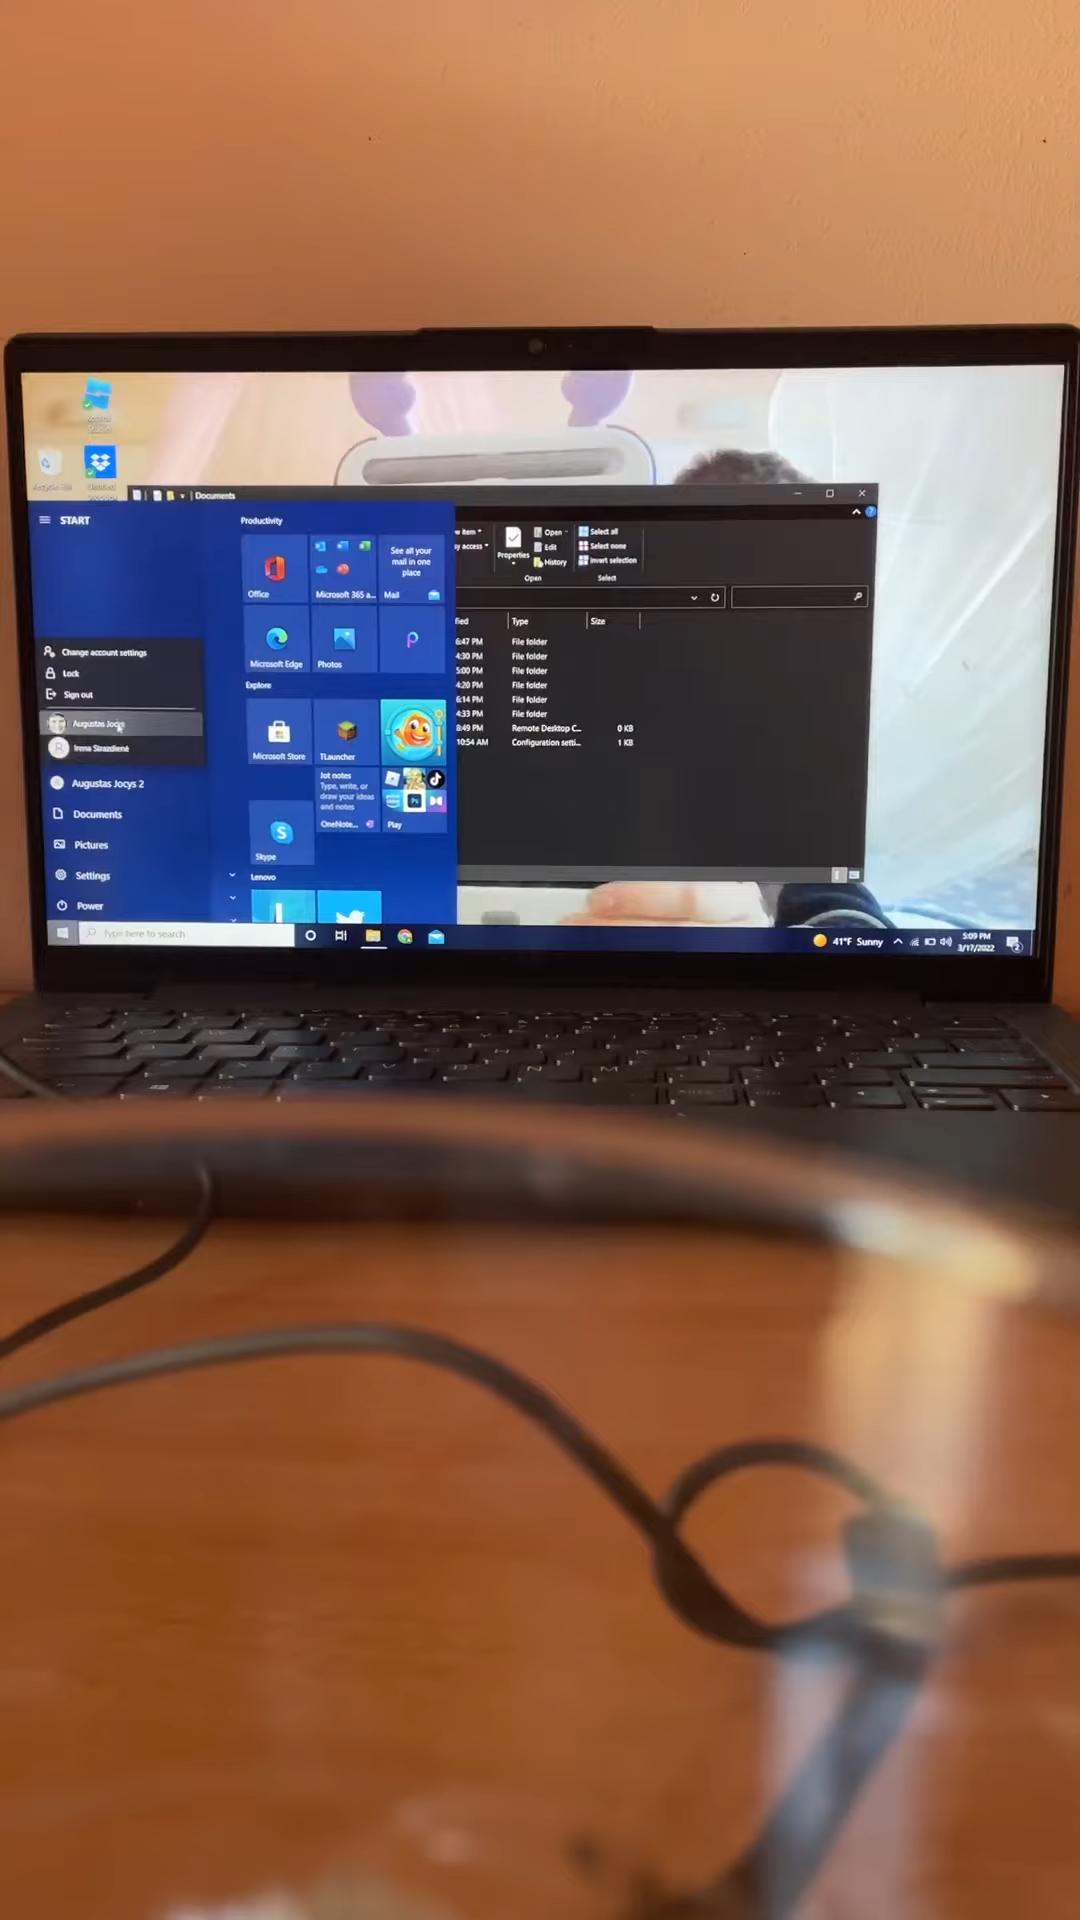 Recycle Bin
Documents
START
Productivity
Office
Microsoft 365 a...
See all your
mail in one
place
Mail
Microsoft Edge
Photos
Explore
Microsoft Store
TLauncher
Jot notes
Type, write, or
draw your ideas
and notes
OneNote...
Play
Skype
Lenovo
Change account settings
Lock
Sign out
Augustas Jocys
Irena Strazdienė
Augustas Jocys 2
Documents
Pictures
Settings
Power
Type here to search
Properties
Open
Edit
History
Open
Select all
Select none
Invert selection
Select
Type
Size
6:47 PM File folder
4:30 PM File folder
5:00 PM File folder
4:20 PM File folder
6:14 PM File folder
4:33 PM File folder
8:49 PM Remote Desktop C... 0 KB
10:54 AM Configuration setti... 1 KB
41°F Sunny
5:09 PM
3/17/2022